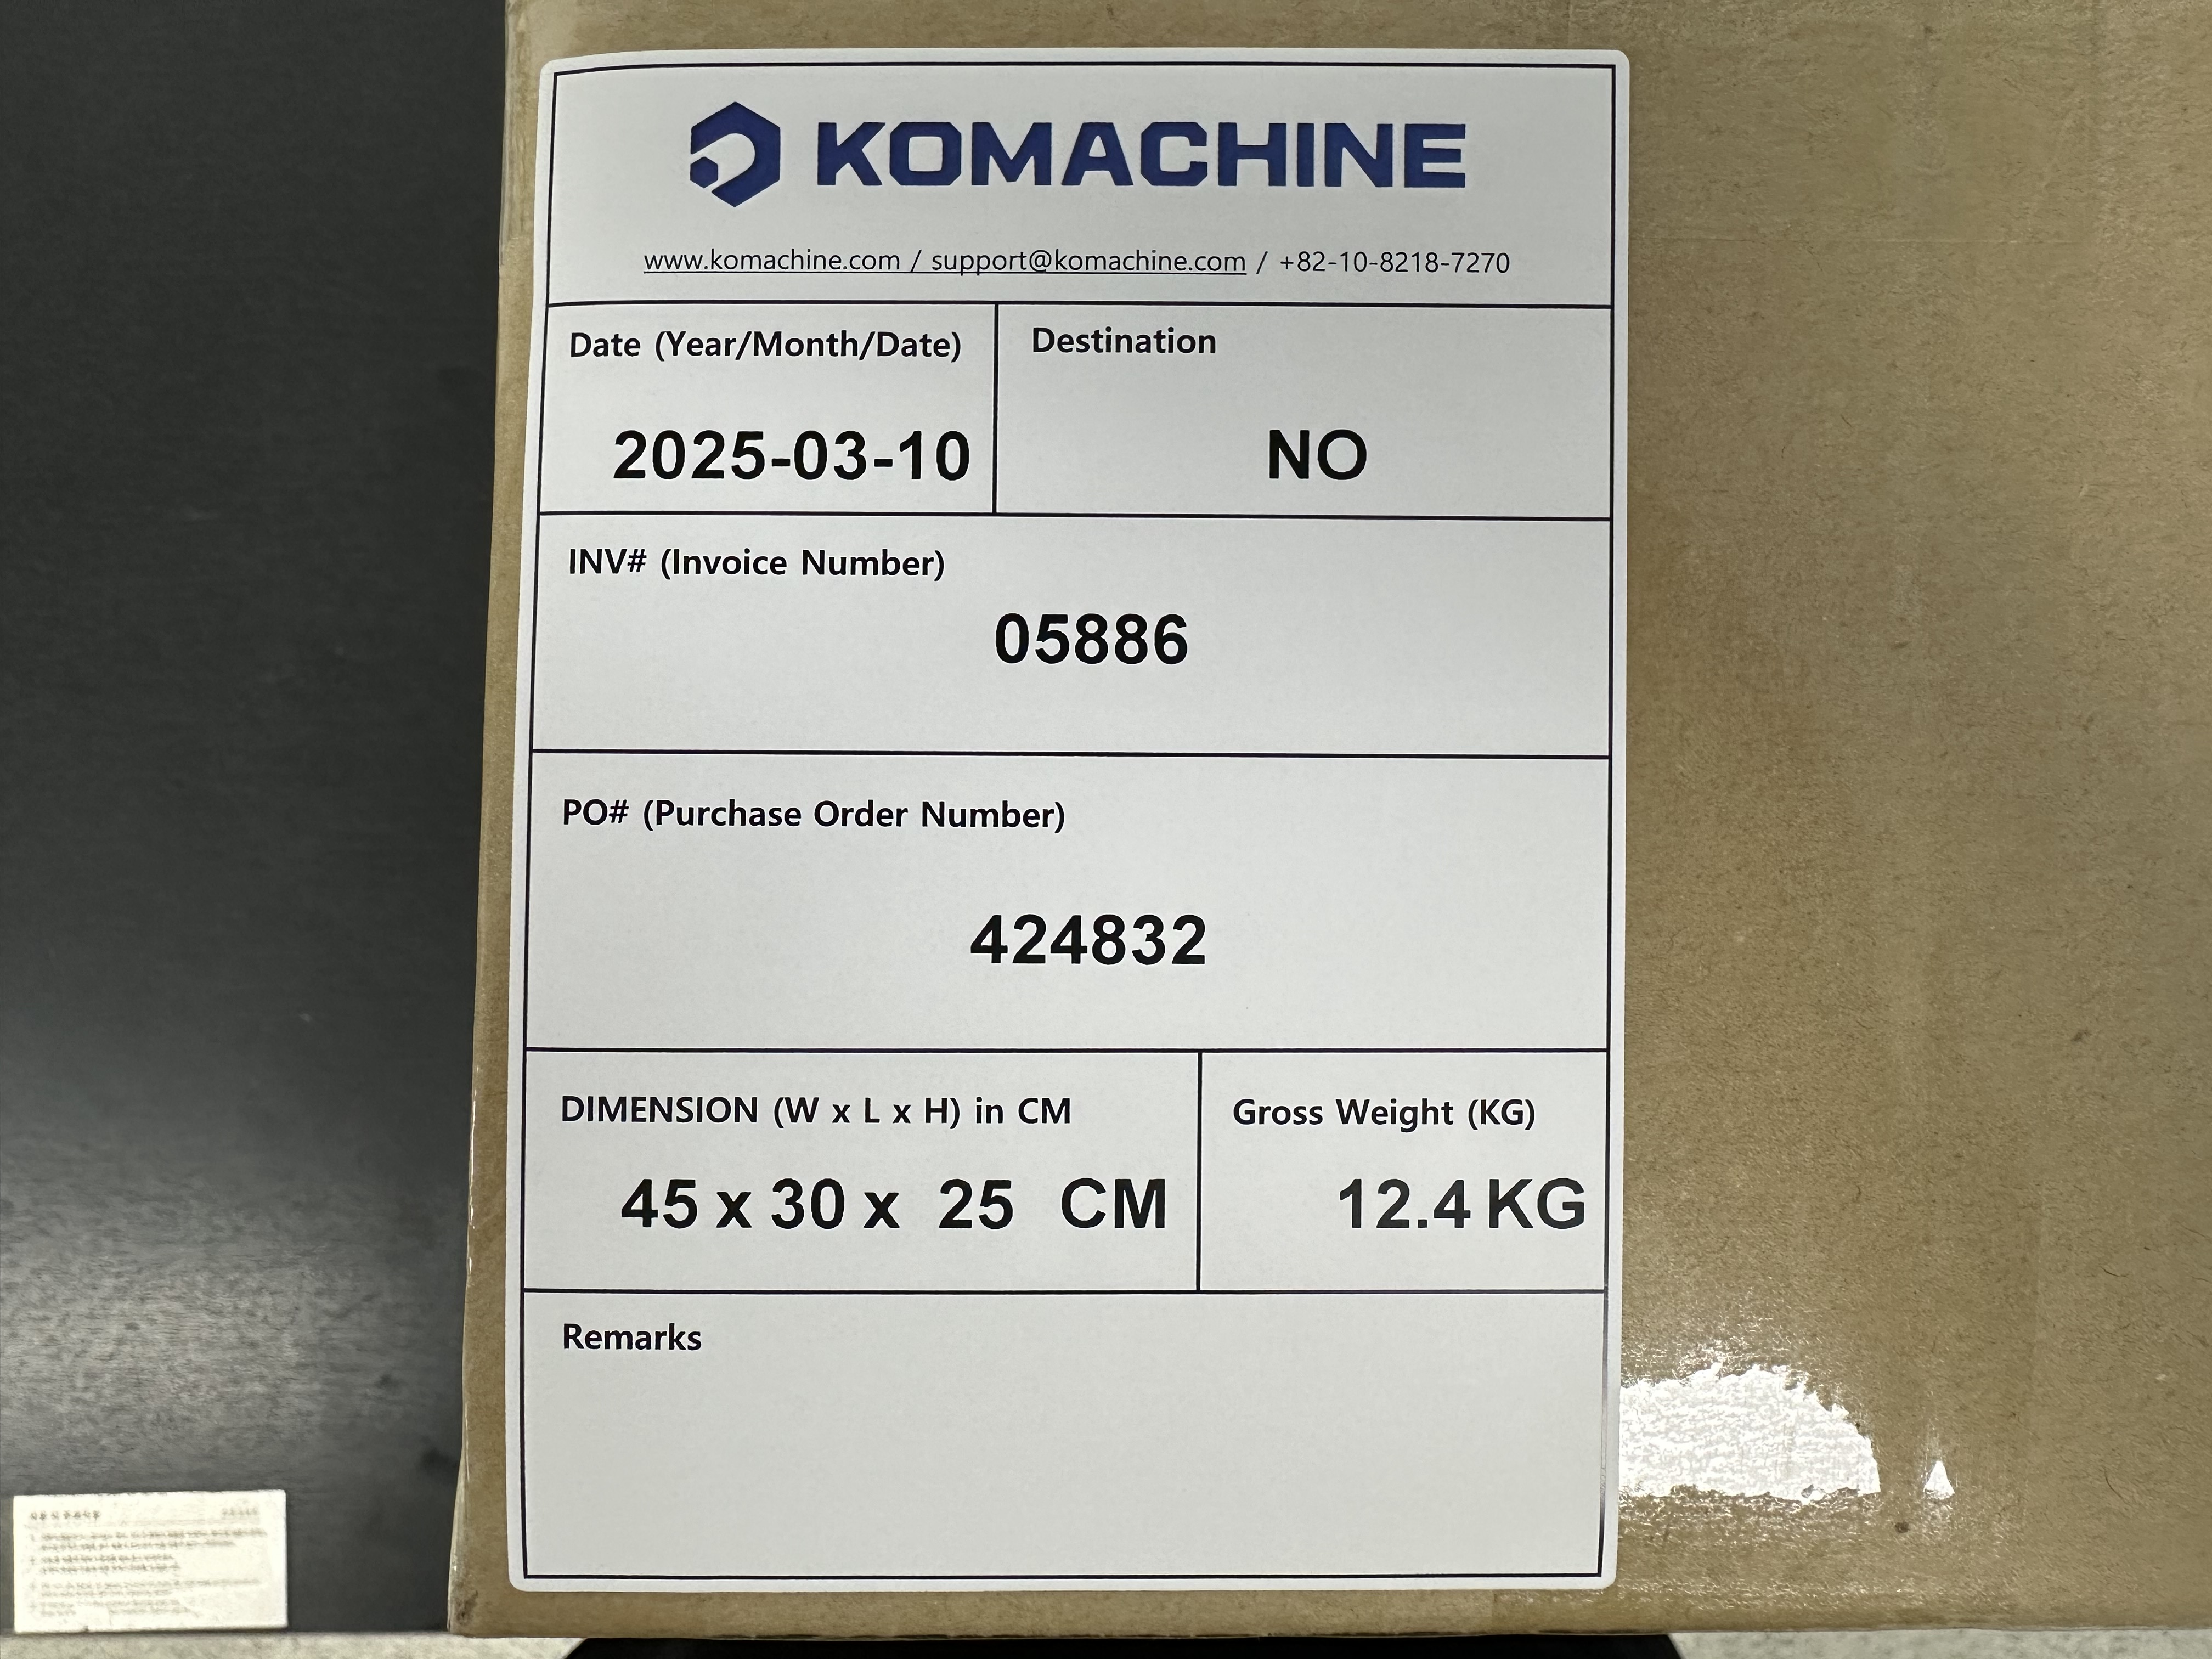 KOMACHINE
www.komachine.com / support@komachine.com / +82-10-8218-7270
Date (Year/Month/Date)
2025-03-10
Destination
NO
INV# (Invoice Number)
05886
PO# (Purchase Order Number)
424832
DIMENSION (W x L x H) in CM
45 x 30 x 25 CM
Gross Weight (KG)
12.4 KG
Remarks